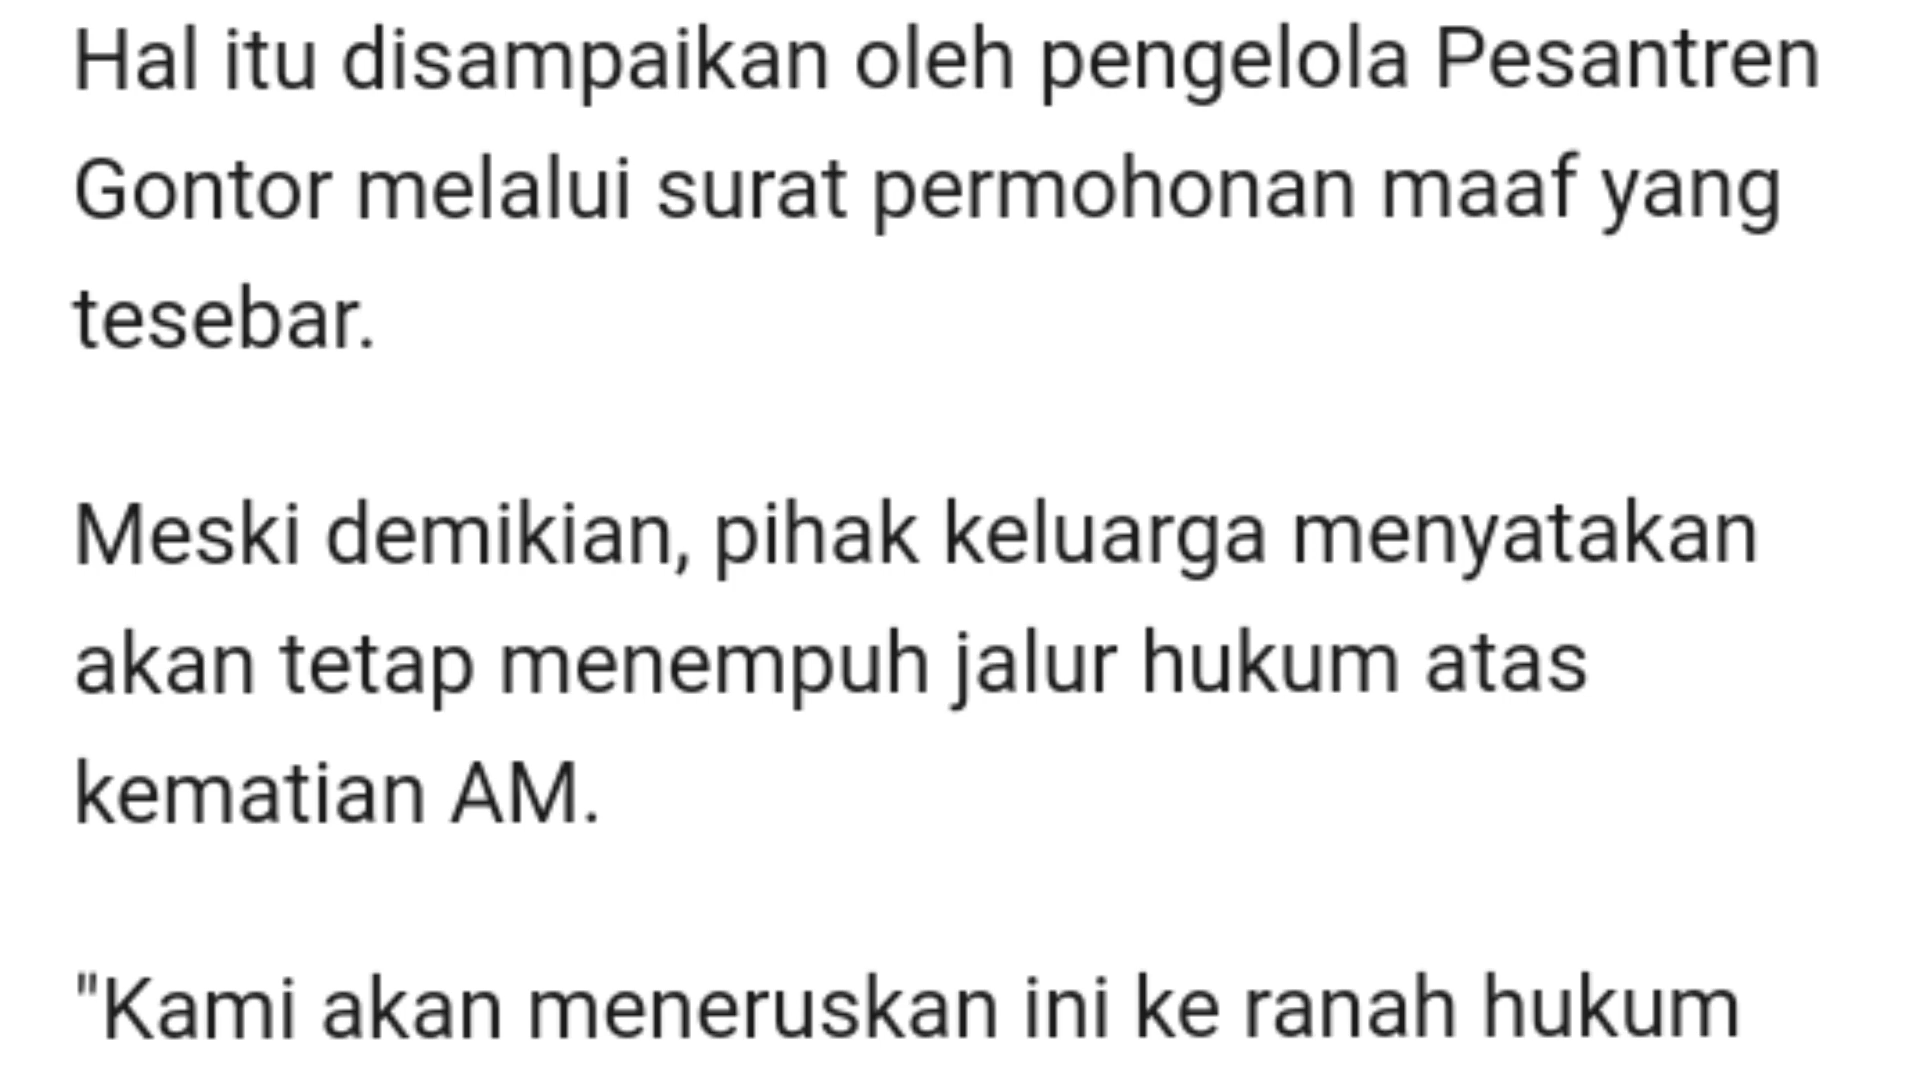 Hal itu disampaikan oleh pengelola Pesantren
Gontor melalui surat permohonan maaf yang
tesebar.
Meski demikian, pihak keluarga menyatakan
akan tetap menempuh jalur hukum atas
kematian AM.
"Kami akan meneruskan ini ke ranah hukum